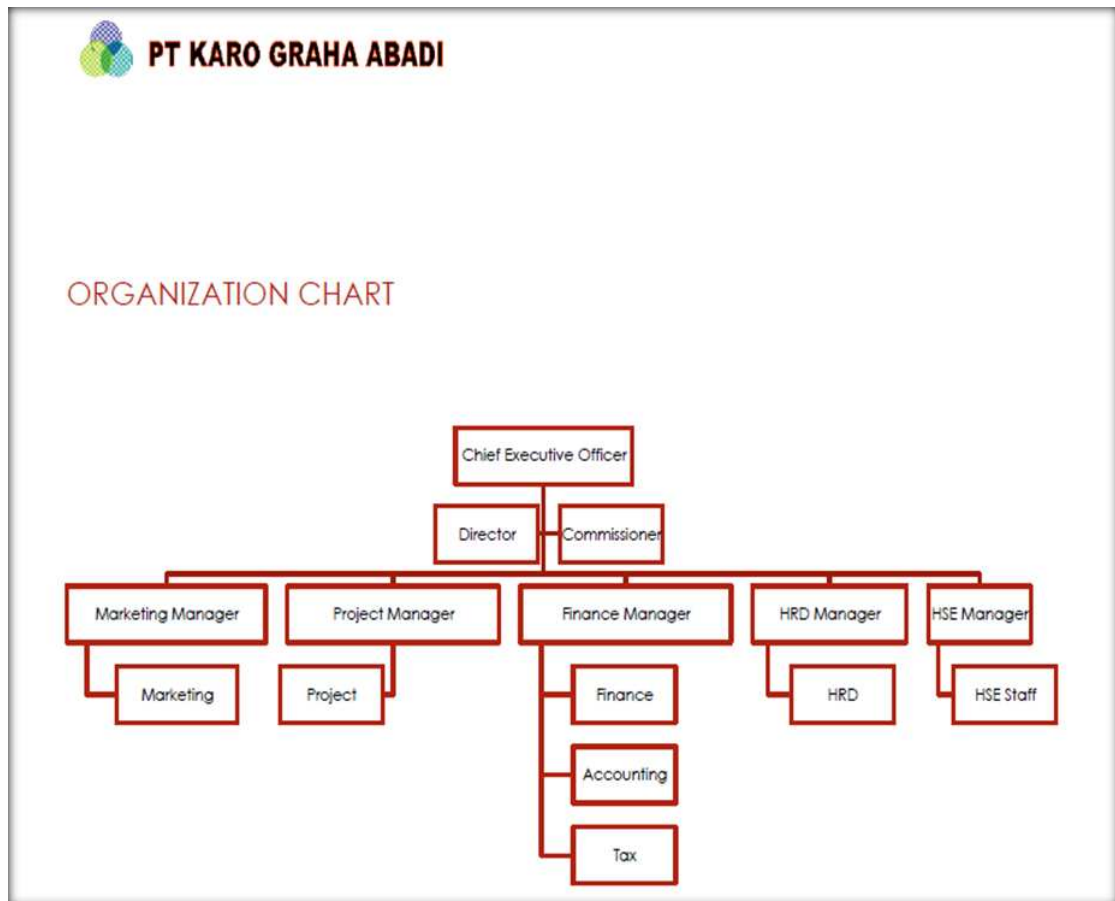 PT KARO GRAHA ABADI
ORGANIZATION CHART
Chief Executive Officer
Director
Commissioner
Marketing Manager
Project Manager
Finance Manager
HRD Manager
HSE Manager
Marketing
Project
Finance
HRD
HSE Staff
Accounting
Tax